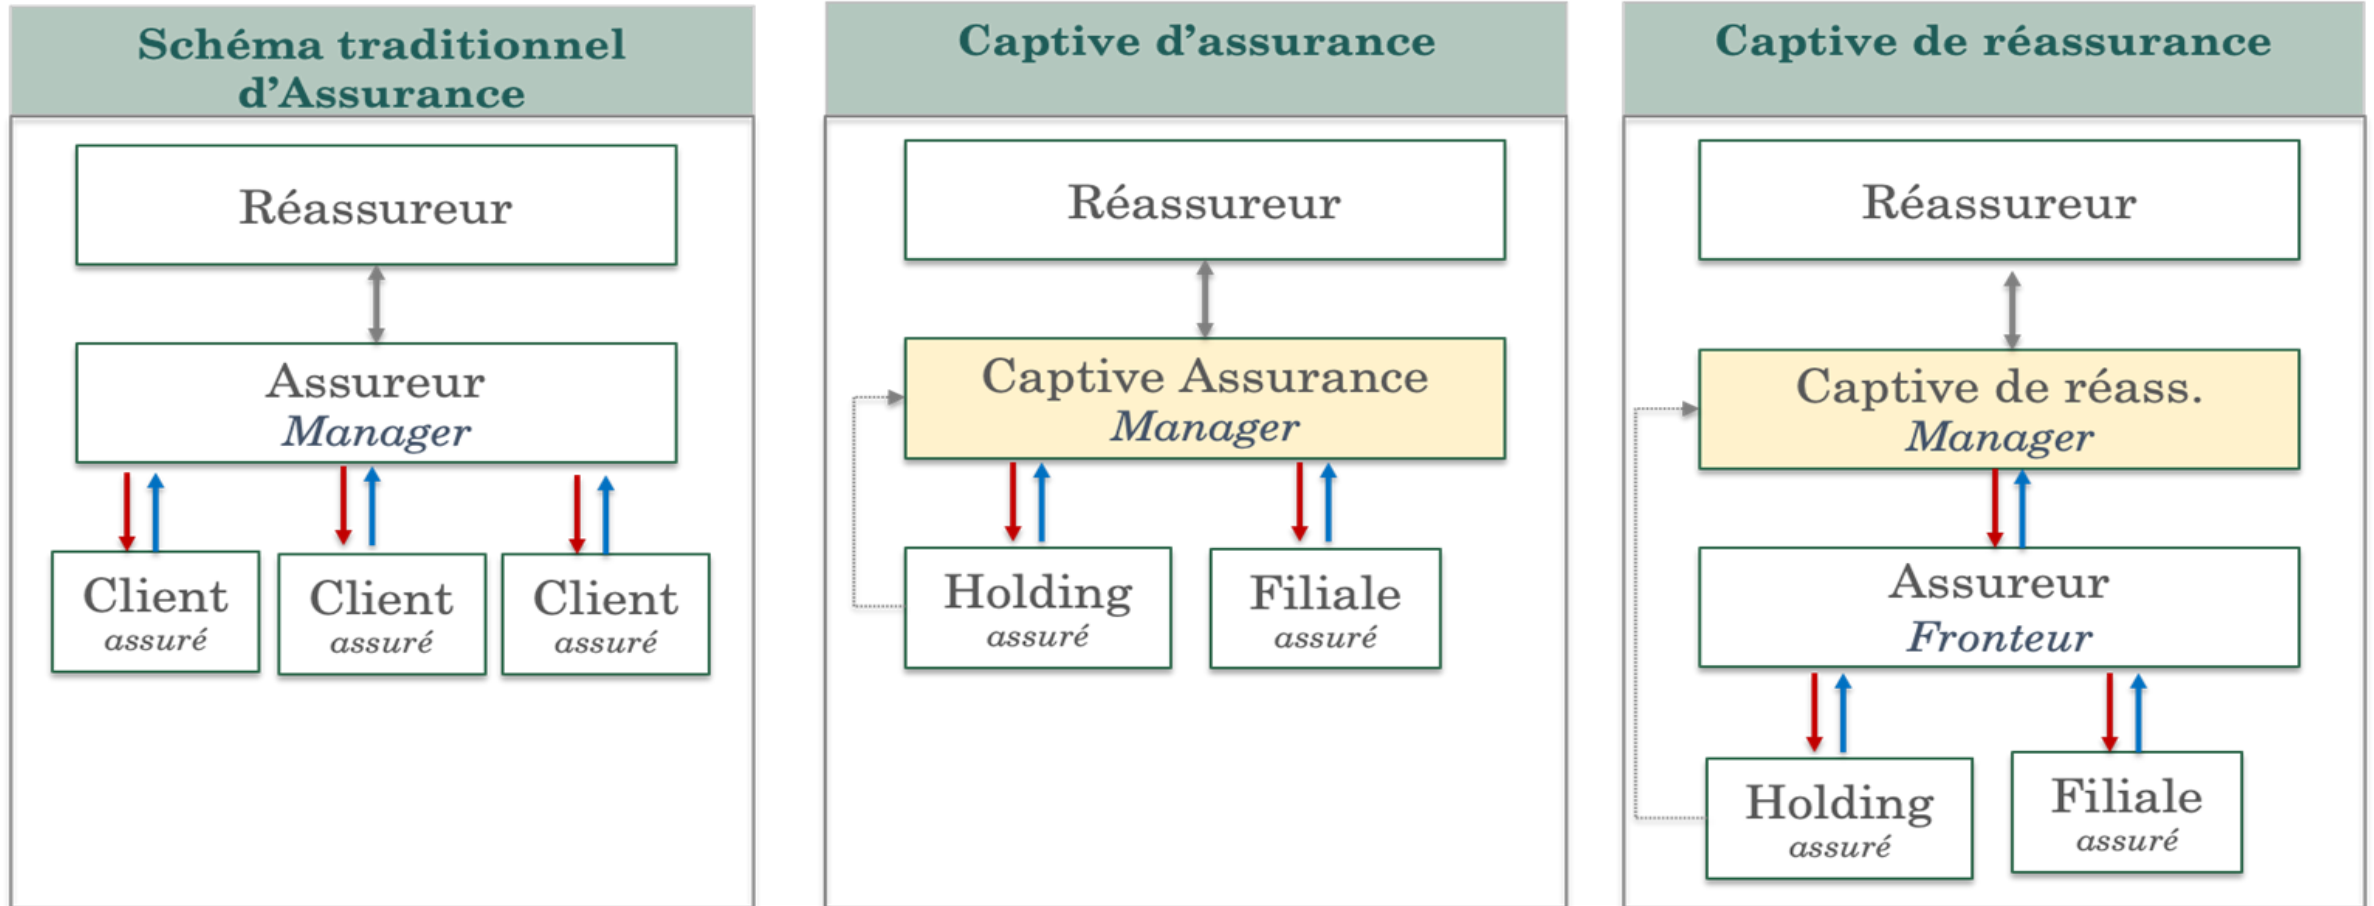 Schéma traditionnel
d’Assurance
Réassureur
Assureur
Manager
Client
assuré
Client
assuré
Client
assuré
Captive d’assurance
Réassureur
Captive Assurance
Manager
Holding
assuré
Filiale
assuré
Captive de réassurance
Réassureur
Captive de réass.
Manager
Assureur
Fronteur
Holding
assuré
Filiale
assuré